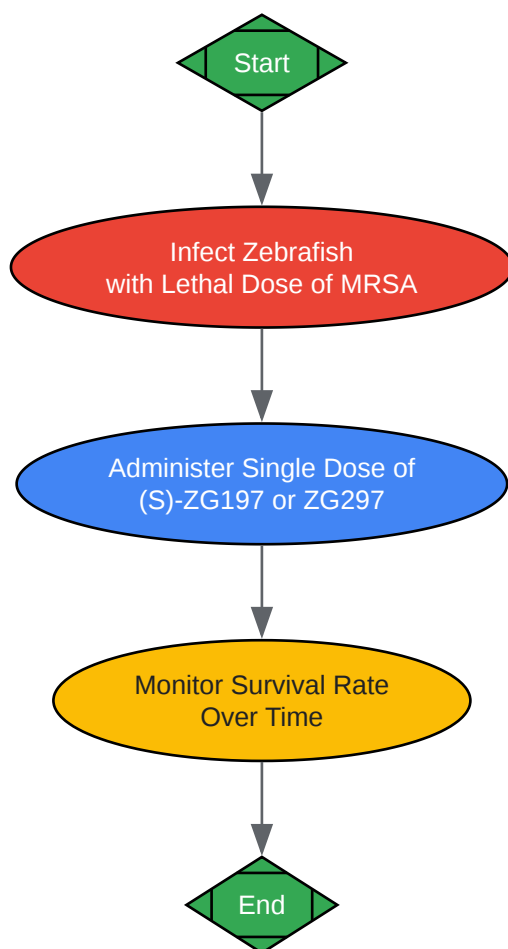 Start
Infect Zebrafish
with Lethal Dose of MRSA
Administer Single Dose of
(S)-ZG197 or ZG297
Monitor Survival Rate
Over Time
End